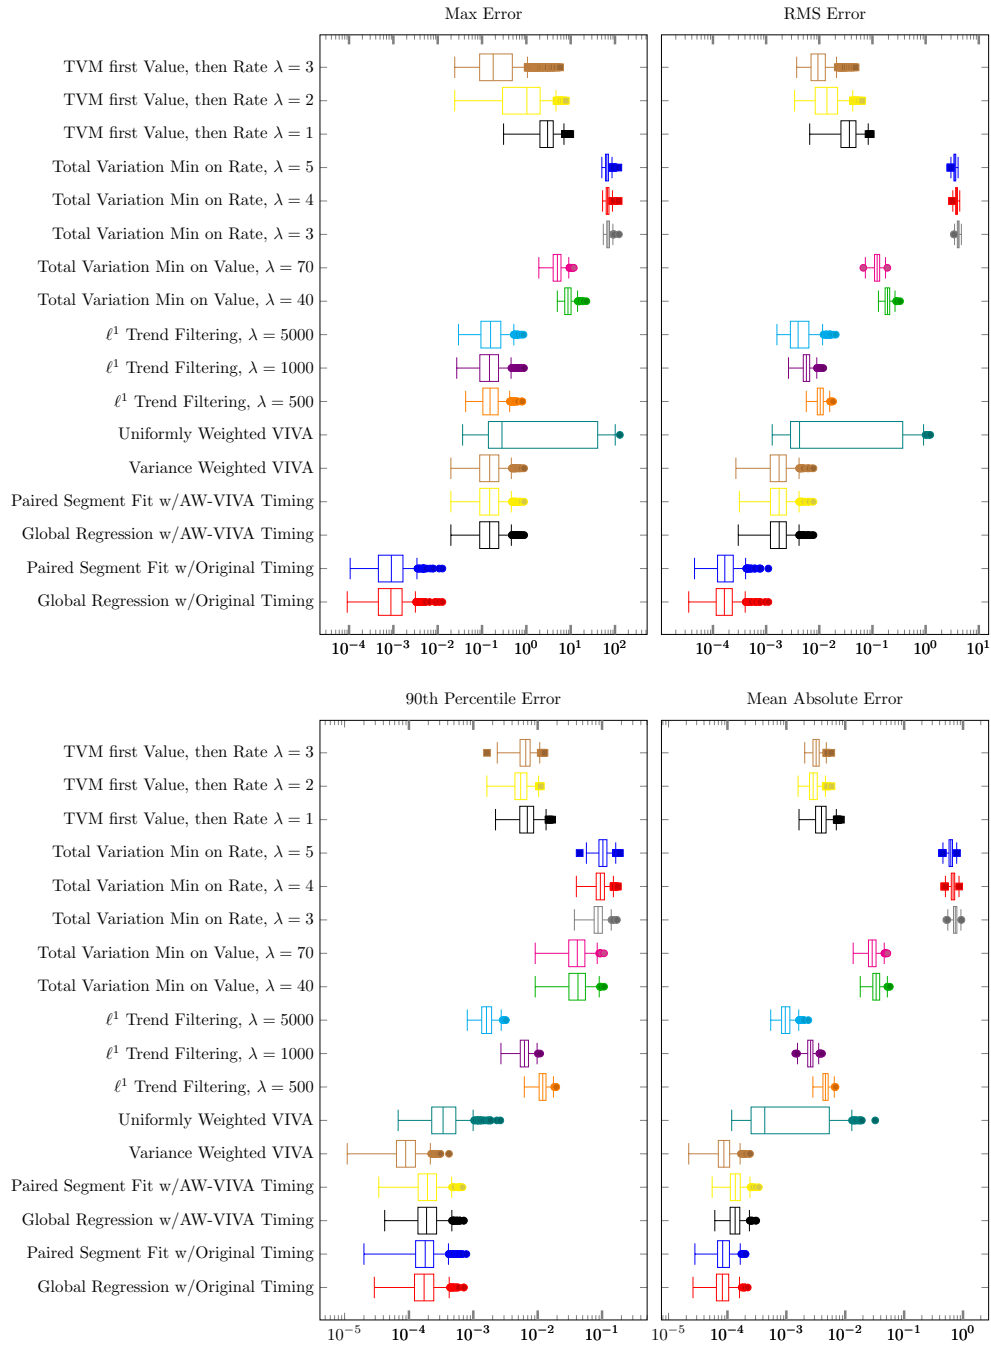 Max Error
RMS Error
TVM first Value, then Rate λ = 3
TVM first Value, then Rate λ = 2
TVM first Value, then Rate λ = 1
Total Variation Min on Rate, λ = 5
Total Variation Min on Rate, λ = 4
Total Variation Min on Rate, λ = 3
Total Variation Min on Value, λ = 70
Total Variation Min on Value, λ = 40
ℓ¹ Trend Filtering, λ = 5000
ℓ¹ Trend Filtering, λ = 1000
ℓ¹ Trend Filtering, λ = 500
Uniformly Weighted VIVA
Variance Weighted VIVA
Paired Segment Fit w/AW-VIVA Timing
Global Regression w/AW-VIVA Timing
Paired Segment Fit w/Original Timing
Global Regression w/Original Timing
10⁻⁴ 10⁻³ 10⁻² 10⁻¹ 10⁰ 10¹ 10²
10⁻⁴ 10⁻³ 10⁻² 10⁻¹ 10⁰ 10¹
90th Percentile Error
Mean Absolute Error
TVM first Value, then Rate λ = 3
TVM first Value, then Rate λ = 2
TVM first Value, then Rate λ = 1
Total Variation Min on Rate, λ = 5
Total Variation Min on Rate, λ = 4
Total Variation Min on Rate, λ = 3
Total Variation Min on Value, λ = 70
Total Variation Min on Value, λ = 40
ℓ¹ Trend Filtering, λ = 5000
ℓ¹ Trend Filtering, λ = 1000
ℓ¹ Trend Filtering, λ = 500
Uniformly Weighted VIVA
Variance Weighted VIVA
Paired Segment Fit w/AW-VIVA Timing
Global Regression w/AW-VIVA Timing
Paired Segment Fit w/Original Timing
Global Regression w/Original Timing
10⁻⁵ 10⁻⁴ 10⁻³ 10⁻² 10⁻¹
10⁻⁵ 10⁻⁴ 10⁻³ 10⁻² 10⁻¹ 10⁰